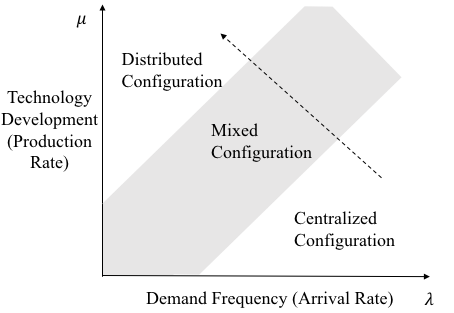 μ
Distributed
Configuration
Technology
Development
(Production
Rate)
Mixed
Configuration
Centralized
Configuration
Demand Frequency (Arrival Rate)
λ